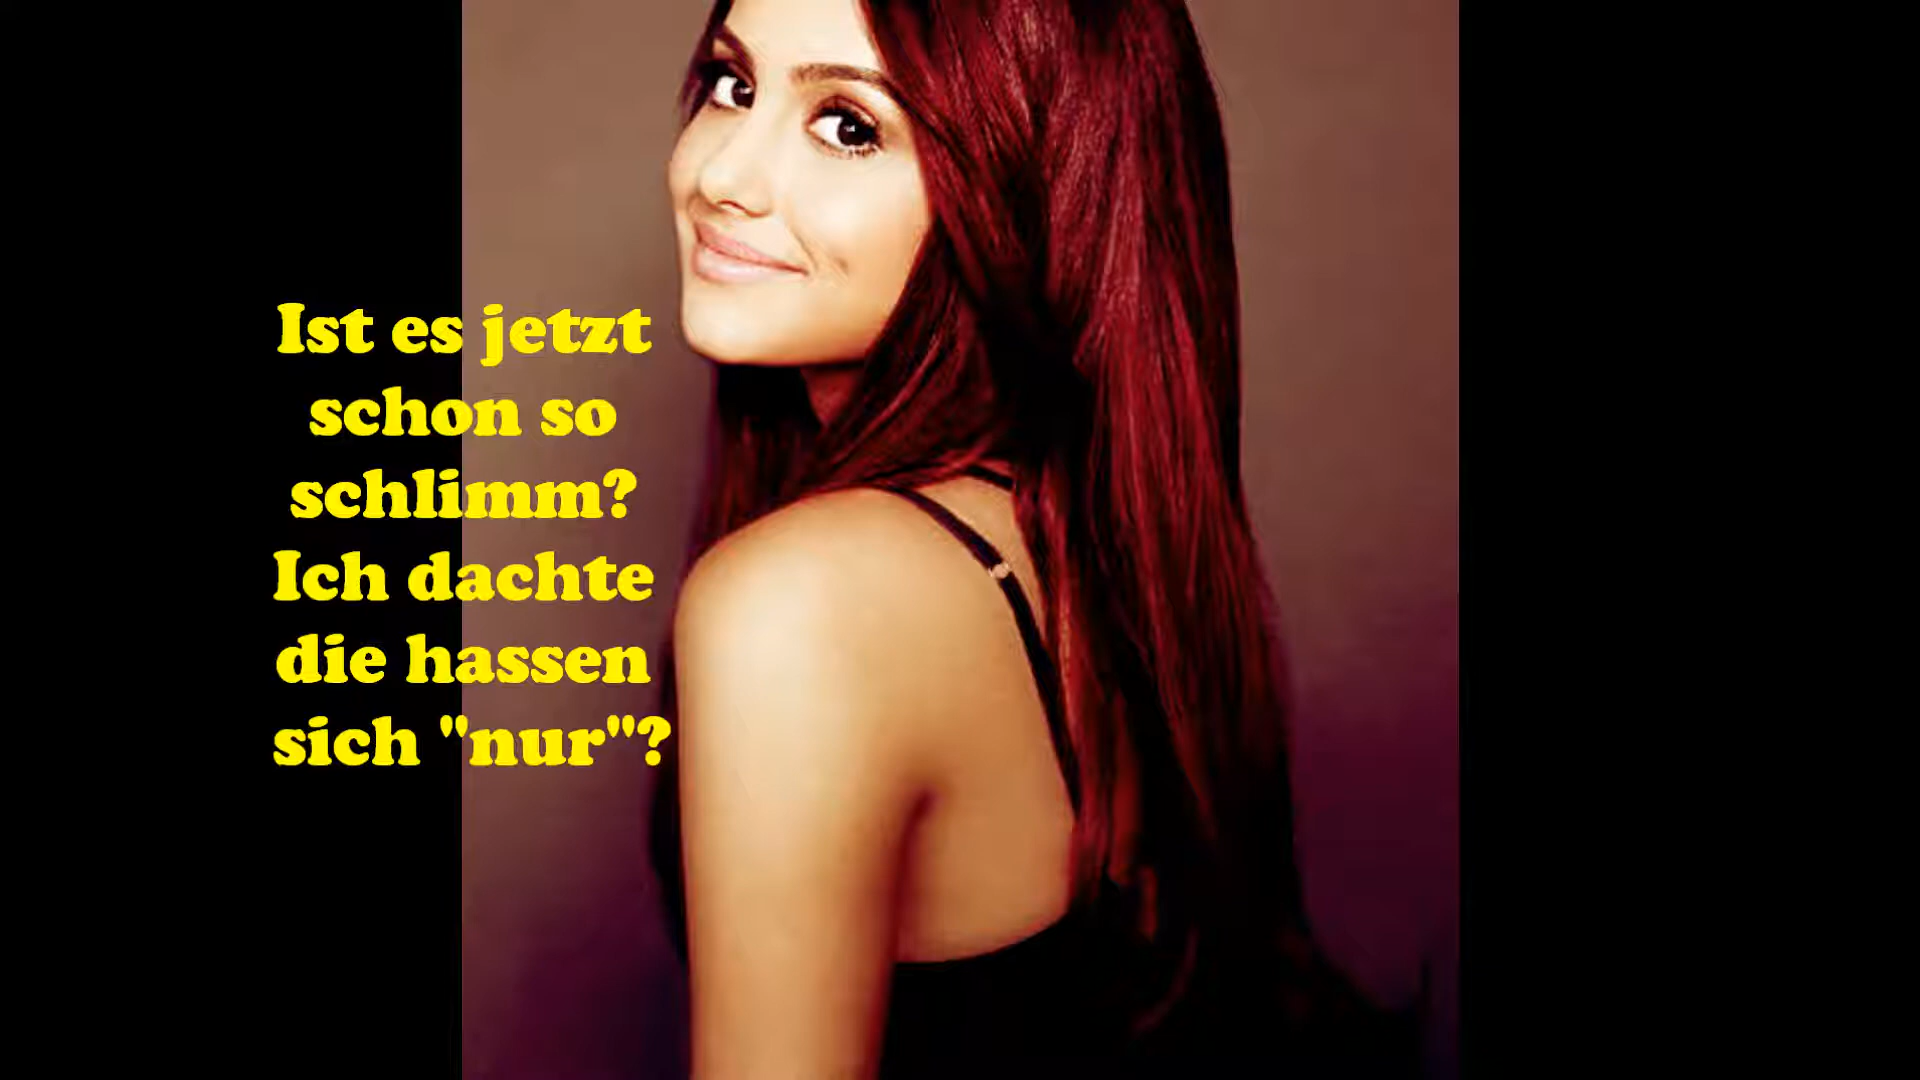 Ist es jetzt
schon so
schlimm?
Ich dachte
die hassen
sich "nur"?